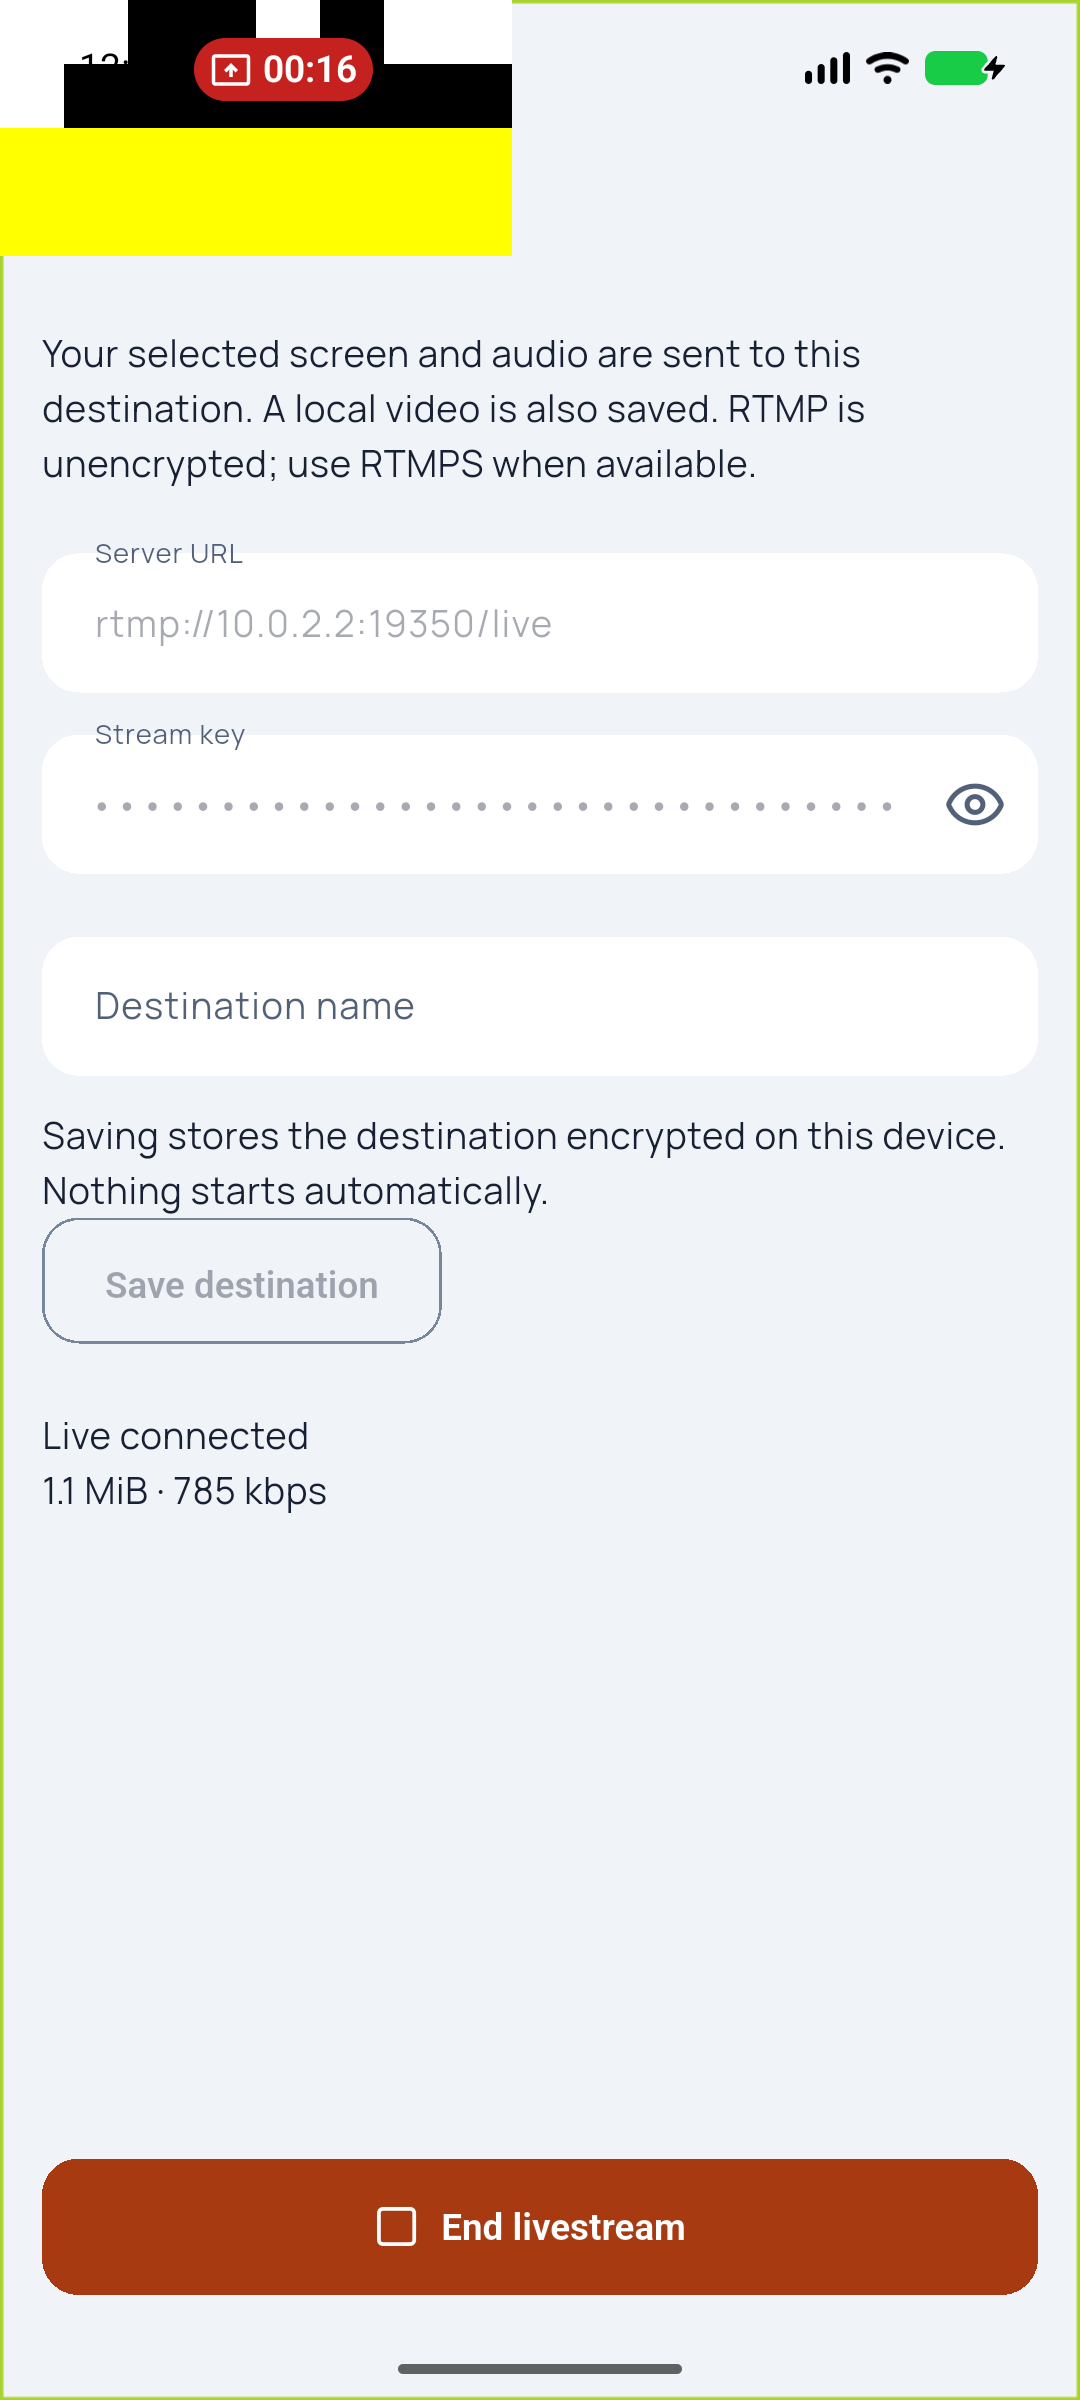 00:16
Your selected screen and audio are sent to this
destination. A local video is also saved. RTMP is
unencrypted; use RTMPS when available.
Server URL
rtmp://10.0.2.2:19350/live
Stream key
Destination name
Saving stores the destination encrypted on this device.
Nothing starts automatically.
Save destination
Live connected
1.1 MiB · 785 kbps
End livestream